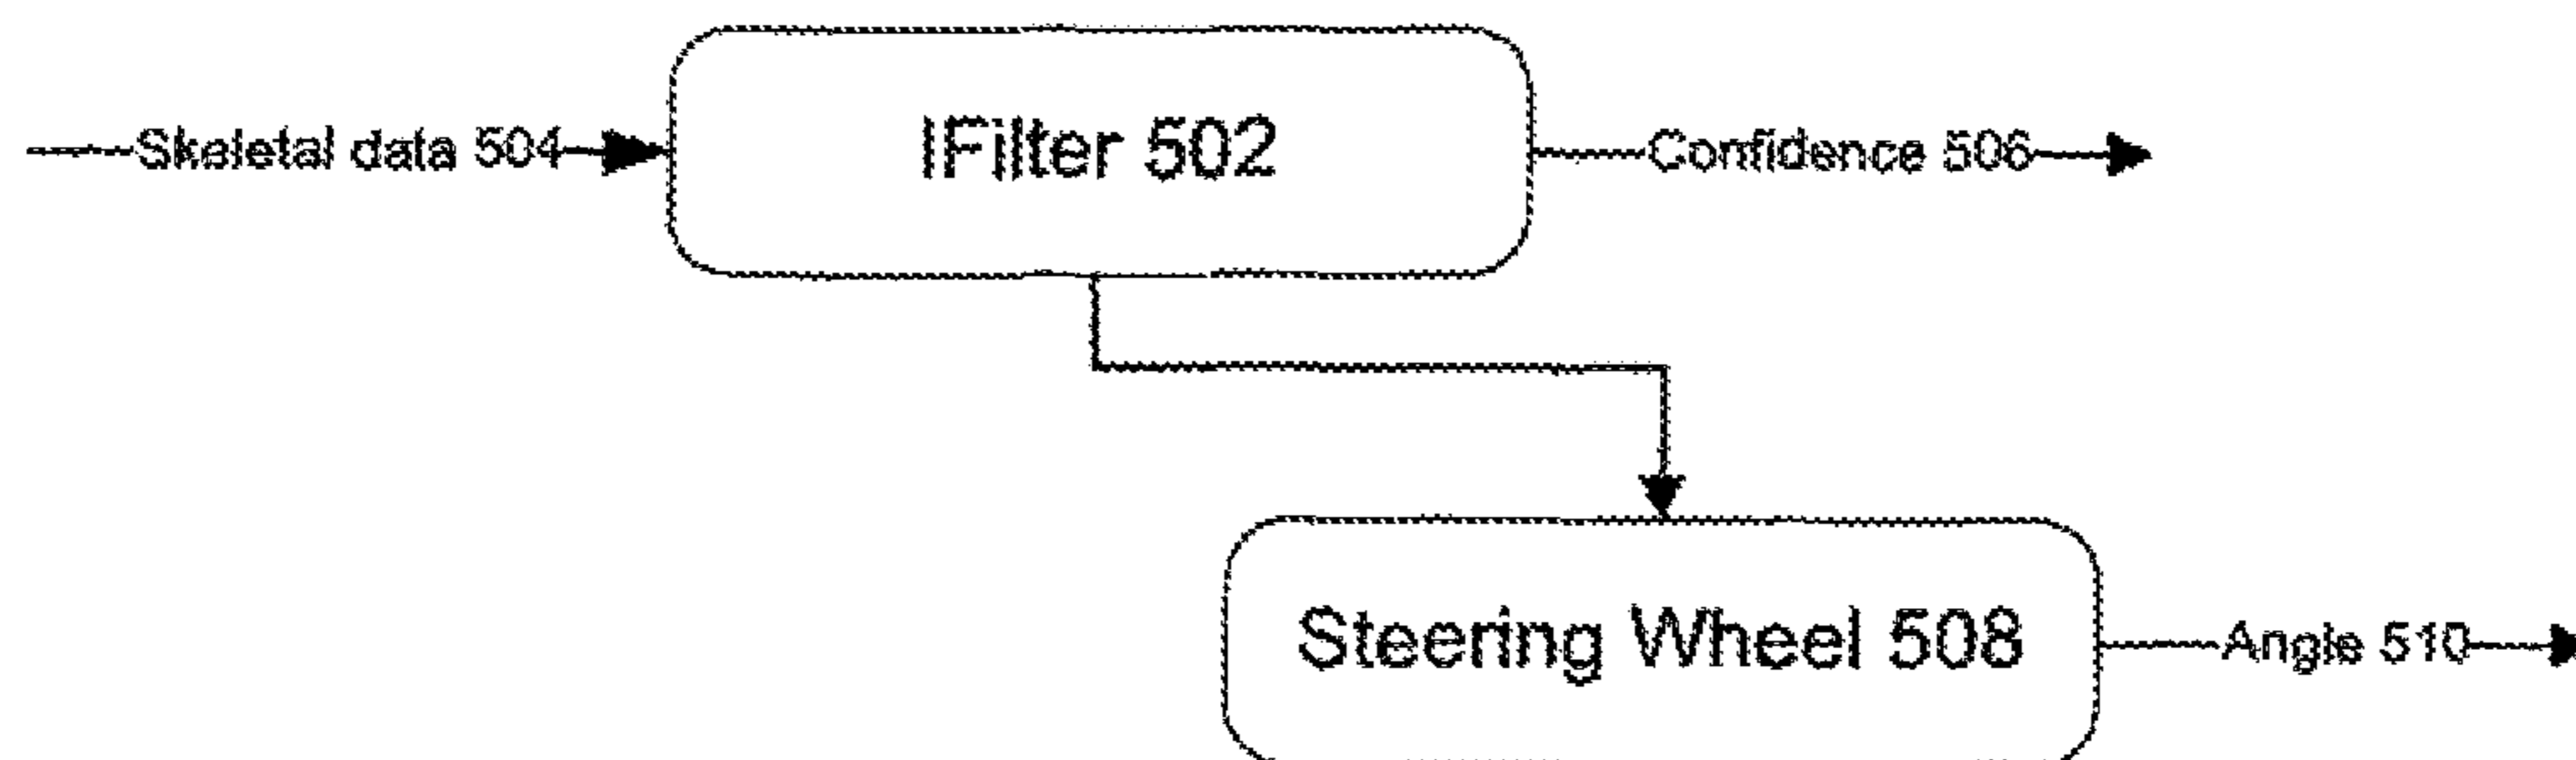 Skeletal data 504
IFilter 502
Confidence 506
Steering Wheel 508
Angle 510